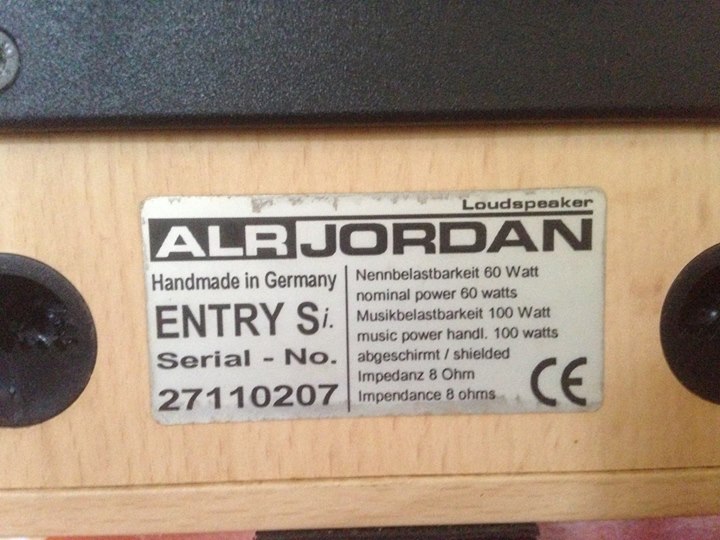 Loudspeaker
ALR JORDAN
Handmade in Germany
ENTRY Si.
Serial - No.
27110207
Nennbelastbarkeit 60 Watt
nominal power 60 watts
Musikbelastbarkeit 100 Watt
music power handl. 100 watts
abgeschirmt / shielded
Impedanz 8 Ohm
Impendance 8 ohms
CE